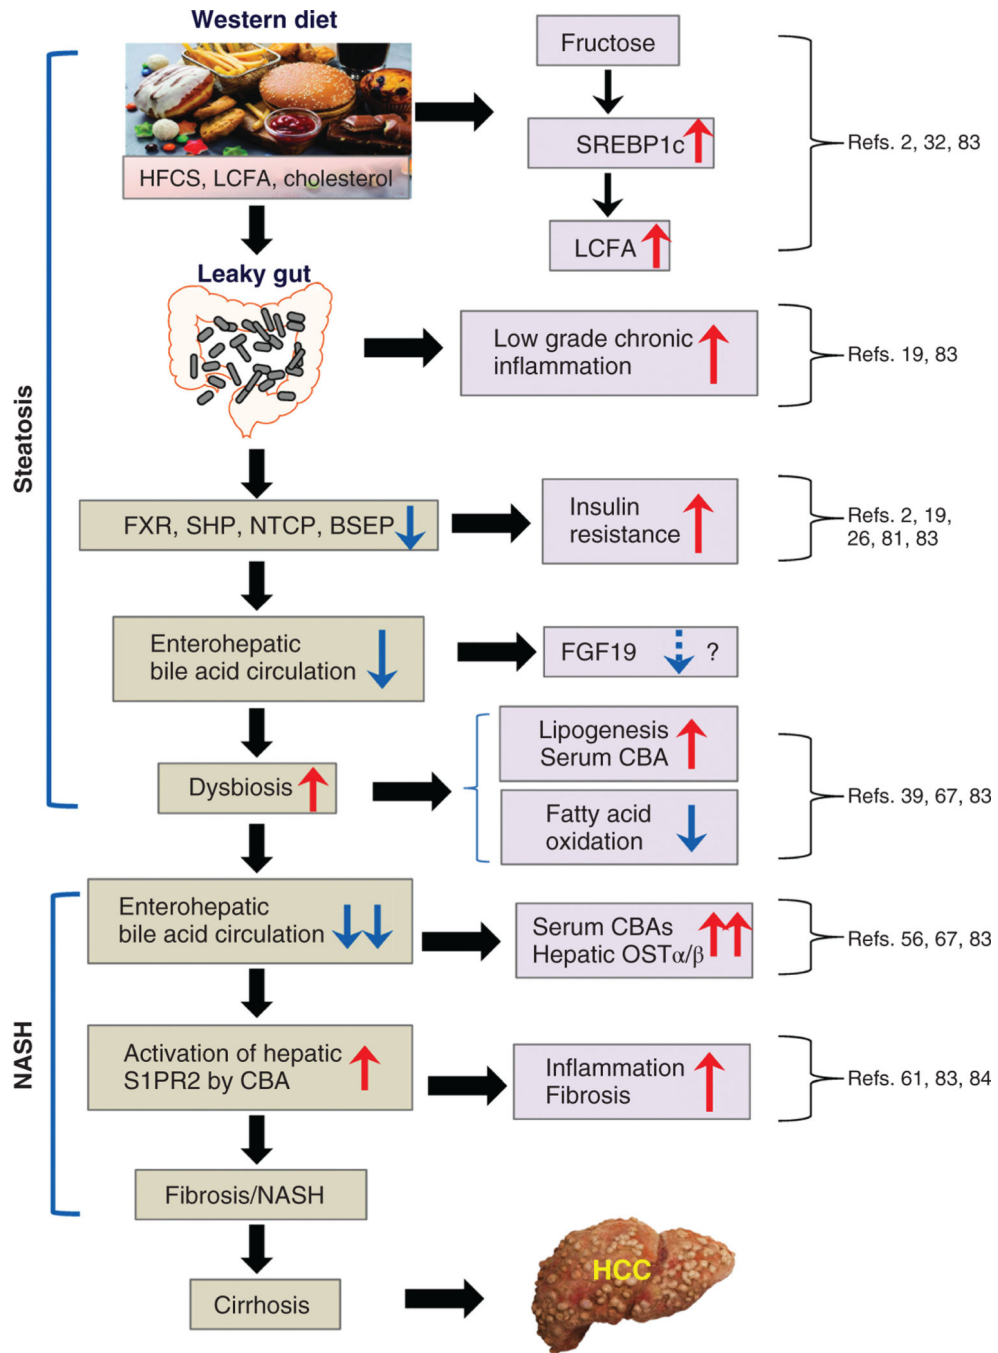 Western diet
HFCS, LCFA, cholesterol
Fructose
SREBP1c
LCFA
Refs. 2, 32, 83
Leaky gut
Low grade chronic
inflammation
Refs. 19, 83
Steatosis
FXR, SHP, NTCP, BSEP
Insulin
resistance
Refs. 2, 19,
26, 81, 83
Enterohepatic
bile acid circulation
FGF19 ?
Dysbiosis
Lipogenesis
Serum CBA
Fatty acid
oxidation
Refs. 39, 67, 83
NASH
Enterohepatic
bile acid circulation
Serum CBAs
Hepatic OSTα/β
Refs. 56, 67, 83
Activation of hepatic
S1PR2 by CBA
Inflammation
Fibrosis
Refs. 61, 83, 84
Fibrosis/NASH
Cirrhosis
HCC